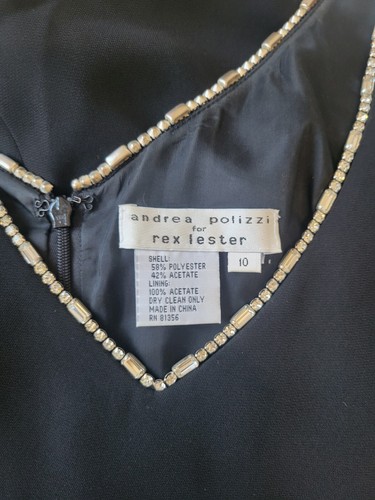 andrea polizzi
for
rex lester
10
SHELL:
58% POLYESTER
42% ACETATE
LINING:
100% ACETATE
DRY CLEAN ONLY
MADE IN CHINA
RN 81356